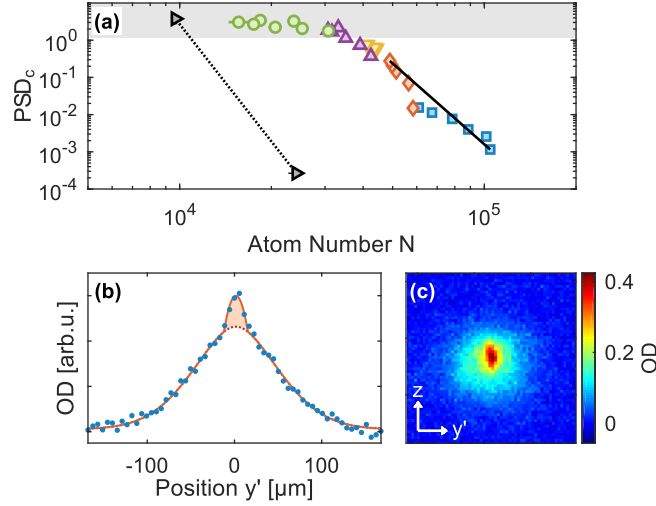 (a)
PSD_c
10^0
10^-1
10^-2
10^-3
10^-4
10^4
10^5
Atom Number N
(b)
OD [arb.u.]
-100
0
100
Position y' [µm]
(c)
z
y'
0.4
0.2
0
OD